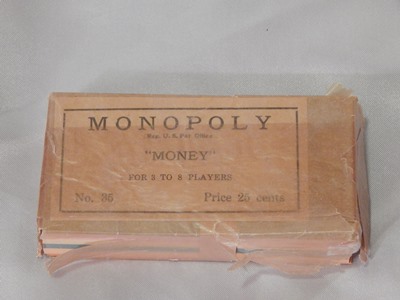 MONOPOLY
Reg. U. S. Pat. Office
"MONEY"
FOR 2 TO 8 PLAYERS
No. 35 Price 25 cents